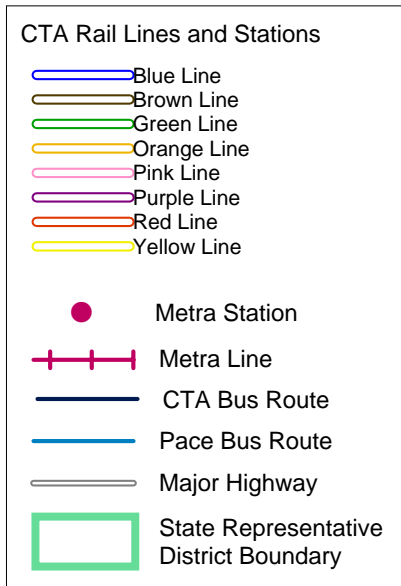 CTA Rail Lines and Stations
Blue Line
Brown Line
Green Line
Orange Line
Pink Line
Purple Line
Red Line
Yellow Line
Metra Station
Metra Line
CTA Bus Route
Pace Bus Route
Major Highway
State Representative
District Boundary